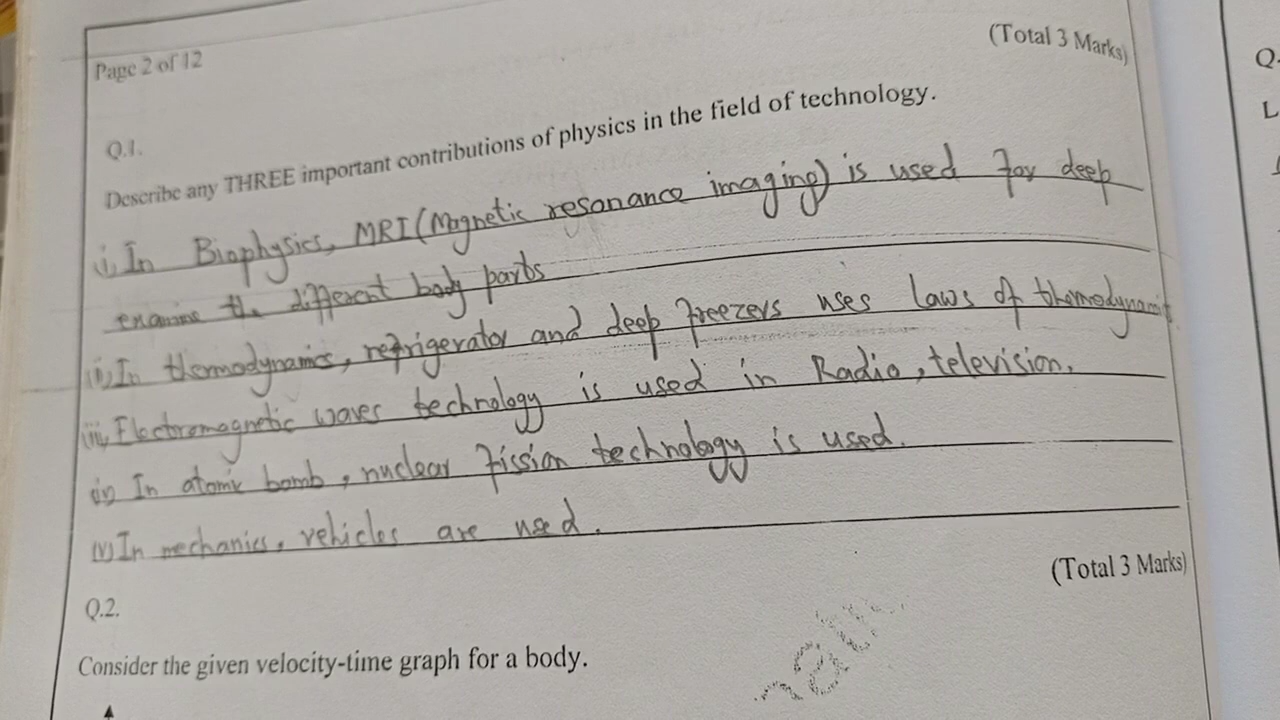 Page 2 of 12
(Total 3 Marks)
Q.1.
Describe any THREE important contributions of physics in the field of technology.
(i) In Biophysics, MRI (Magnetic resonance imaging) is used for deep
examine the different body parts
(ii) In thermodynamics, refrigerator and deep freezers uses laws of thermodynamic
(iii) Electromagnetic waves technology is used in Radio, television.
(iv) In atomic bomb, nuclear fission technology is used.
(v) In mechanics, vehicles are used.
(Total 3 Marks)
Q.2.
Consider the given velocity-time graph for a body.
Q.
L